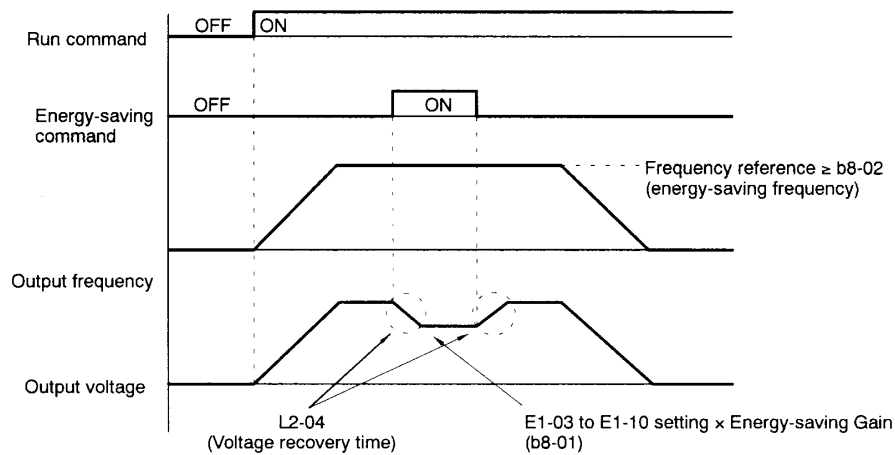 OFF ON
Run command
OFF ON
Energy-saving
command
Frequency reference ≥ b8-02
(energy-saving frequency)
Output frequency
Output voltage
L2-04
(Voltage recovery time)
E1-03 to E1-10 setting × Energy-saving Gain
(b8-01)